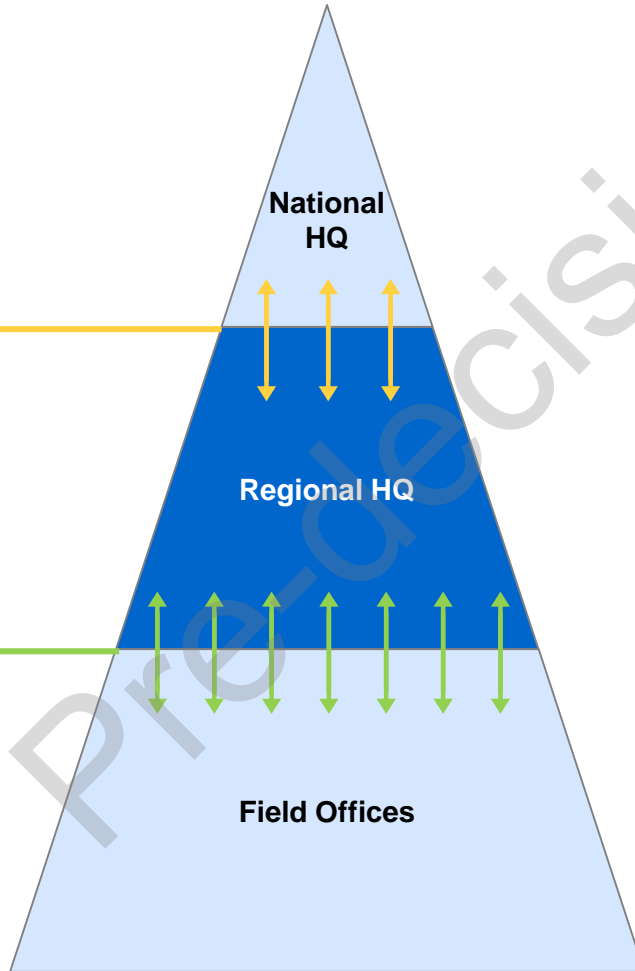 National
HQ
Regional HQ
Field Offices
Pre-decisi